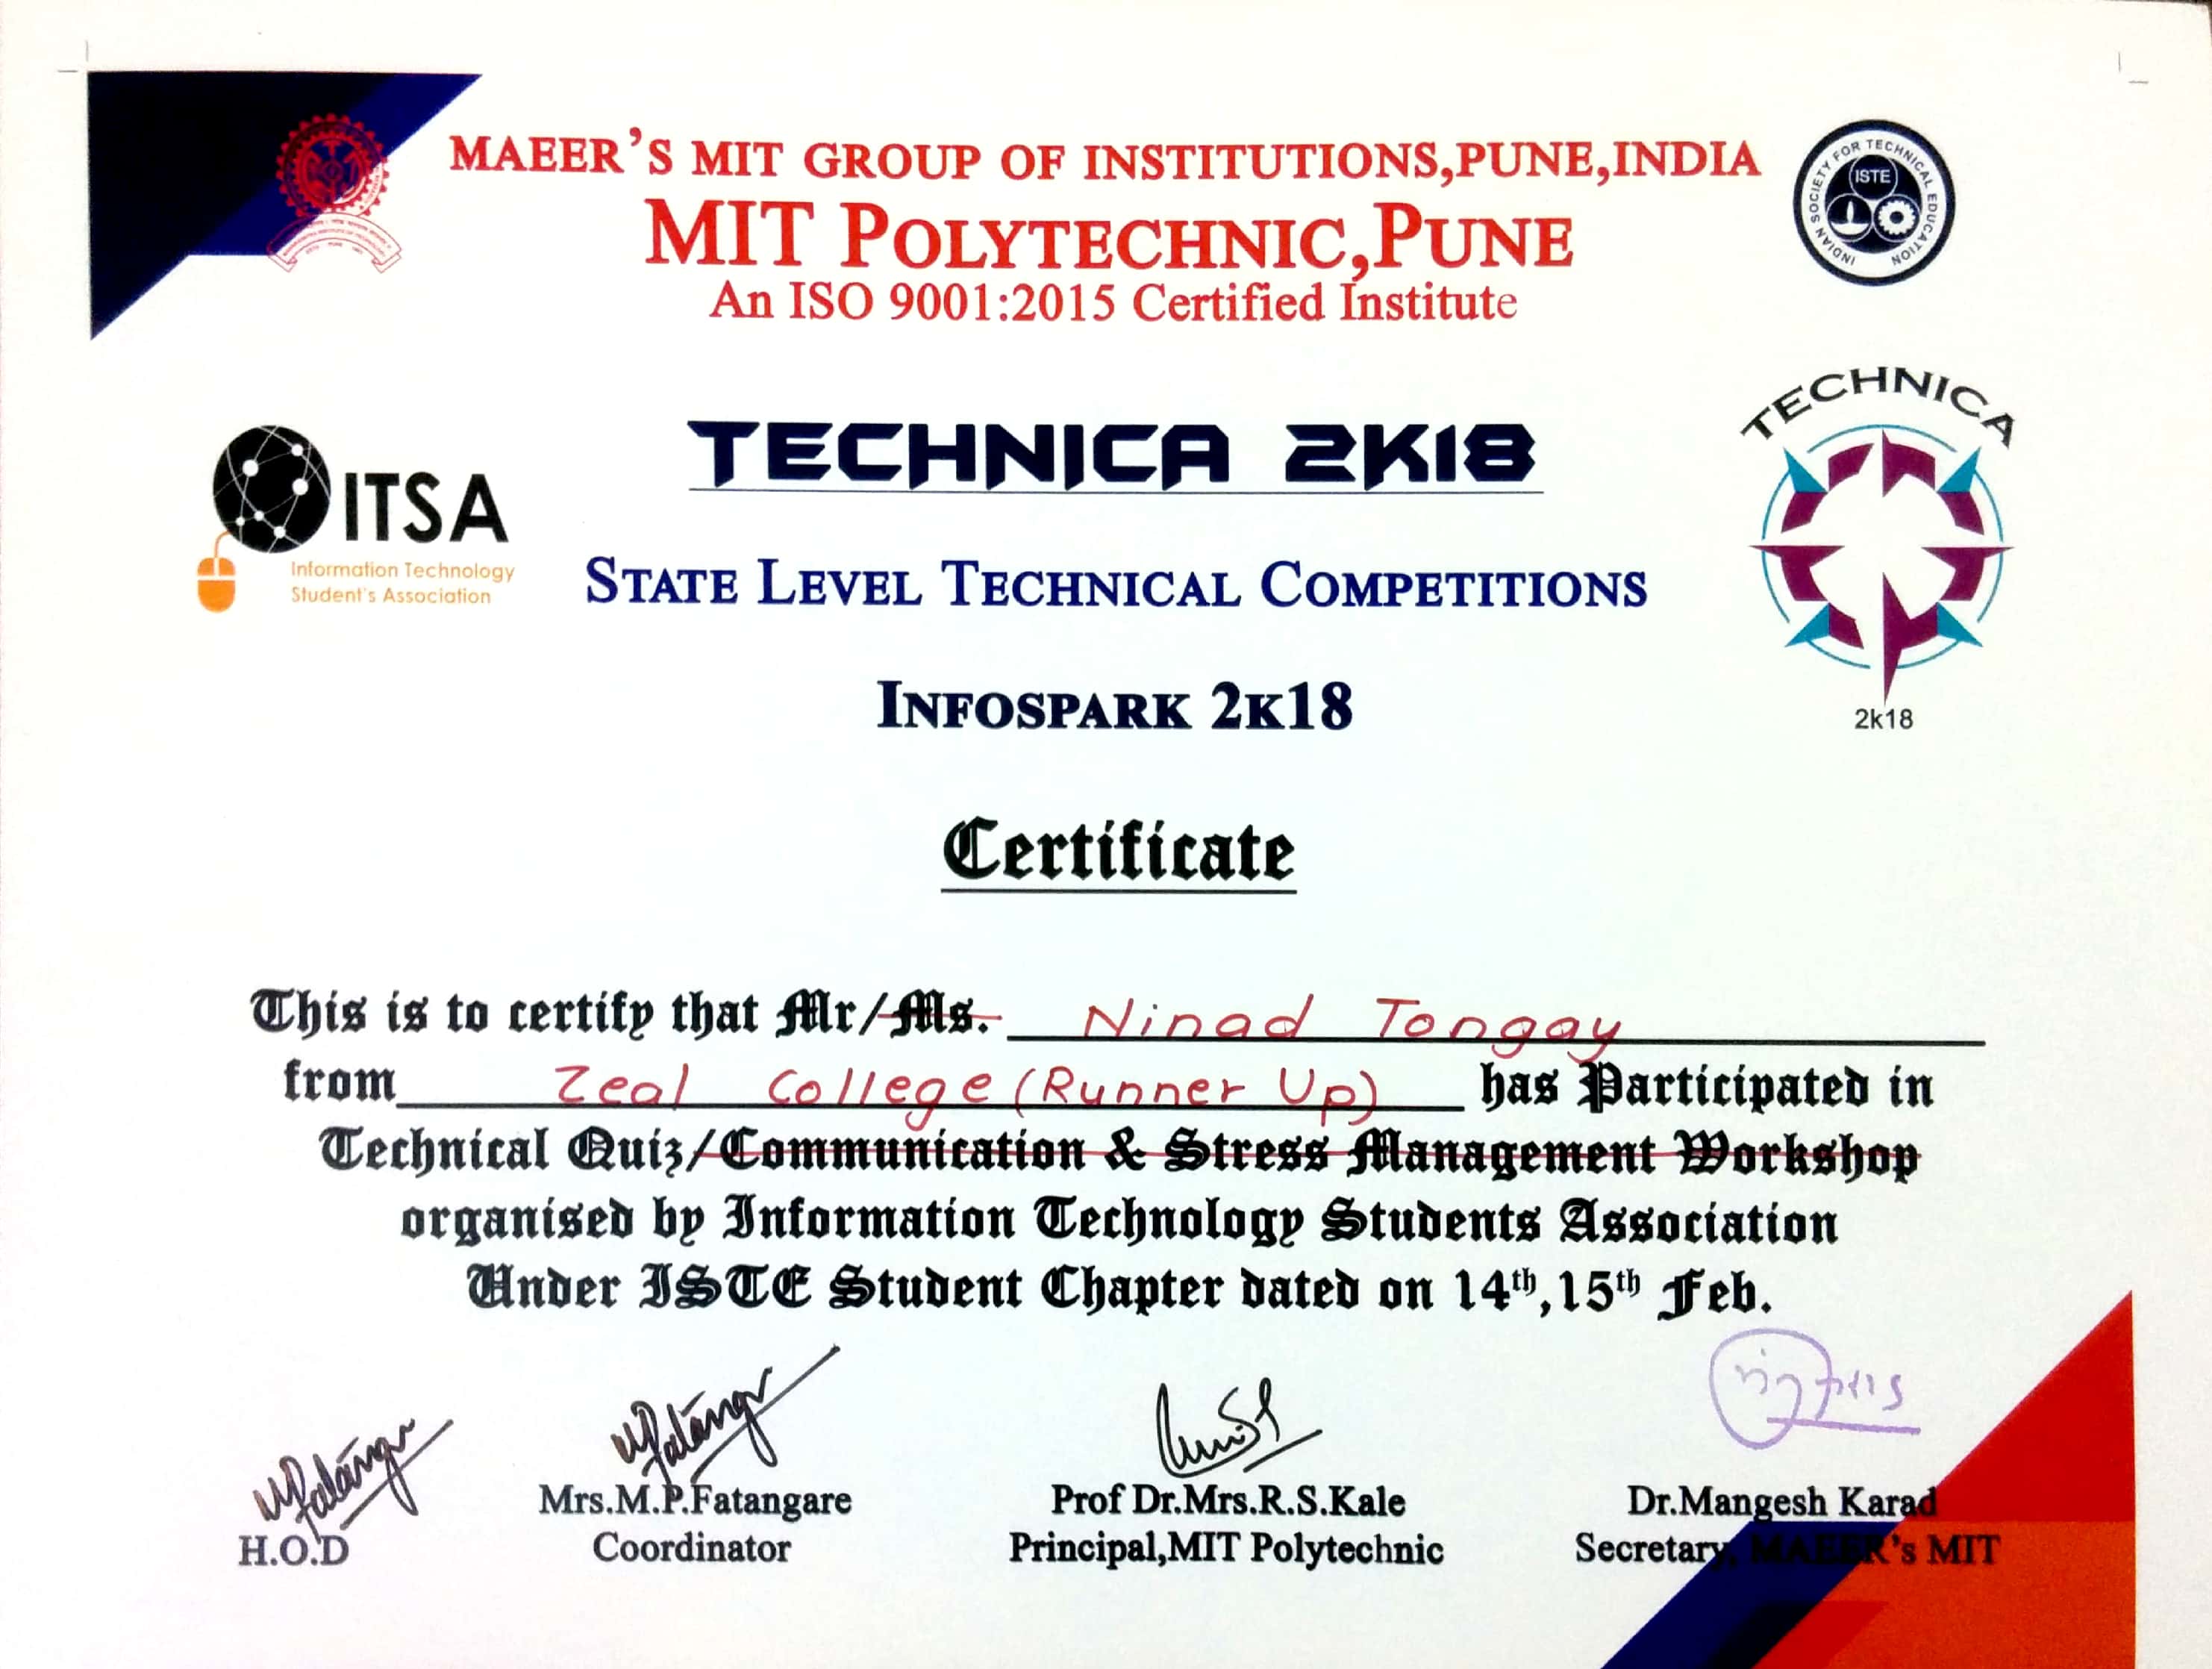 MAEER'S MIT GROUP OF INSTITUTIONS,PUNE,INDIA
MIT POLYTECHNIC,PUNE
An ISO 9001:2015 Certified Institute
INDIAN SOCIETY FOR TECHNICAL EDUCATION
ISTE
TECHNICA 2K18
TECHNICA
ITSA
Information Technology
Student's Association
STATE LEVEL TECHNICAL COMPETITIONS
INFOSPARK 2K18
2k18
Certificate
This is to certify that Mr/Ms. Ninad Tongay
from Zeal College (Runner Up) has Participated in
Technical Quiz/Communication & Stress Management Workshop
organised by Information Technology Students Association
Under ISTE Student Chapter dated on 14th,15th Feb.
H.O.D
Mrs.M.P.Fatangare
Coordinator
Prof Dr.Mrs.R.S.Kale
Principal,MIT Polytechnic
Dr.Mangesh Karad
Secretary, MAEER's MIT